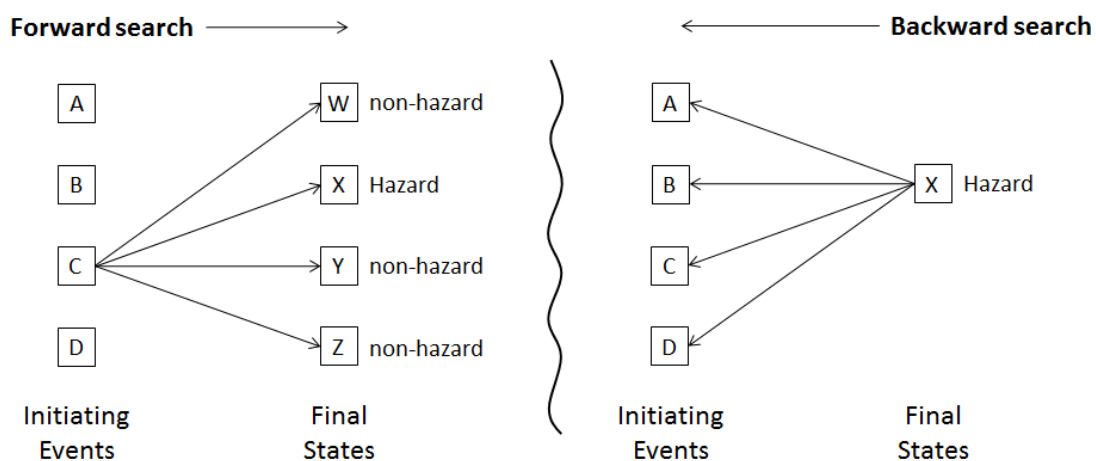 Forward search
Backward search
A
W non-hazard
B
X Hazard
C
Y non-hazard
D
Z non-hazard
Initiating
Events
Final
States
A
B
X Hazard
C
D
Initiating
Events
Final
States